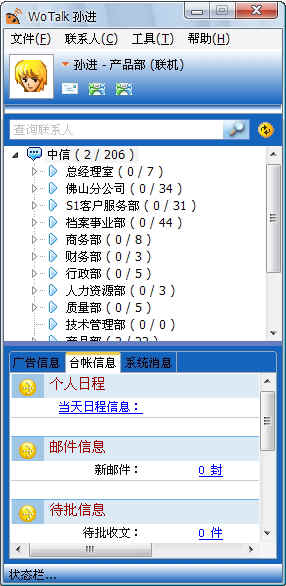 WoTalk 孙进
文件(F) 联系人(C) 工具(T) 帮助(H)
孙进 - 产品部 (联机)
查询联系人
中信 ( 2 / 206 )
总经理室 ( 0 / 7 )
佛山分公司 ( 0 / 34 )
S1客户服务部 ( 0 / 31 )
档案事业部 ( 0 / 44 )
商务部 ( 0 / 8 )
财务部 ( 0 / 3 )
行政部 ( 0 / 5 )
人力资源部 ( 0 / 3 )
质量部 ( 0 / 5 )
技术管理部 ( 0 / 0 )
广告信息 台帐信息 系统消息
个人日程
当天日程信息：
邮件信息
新邮件： 0 封
待批信息
待批收文： 0 件
状态栏...